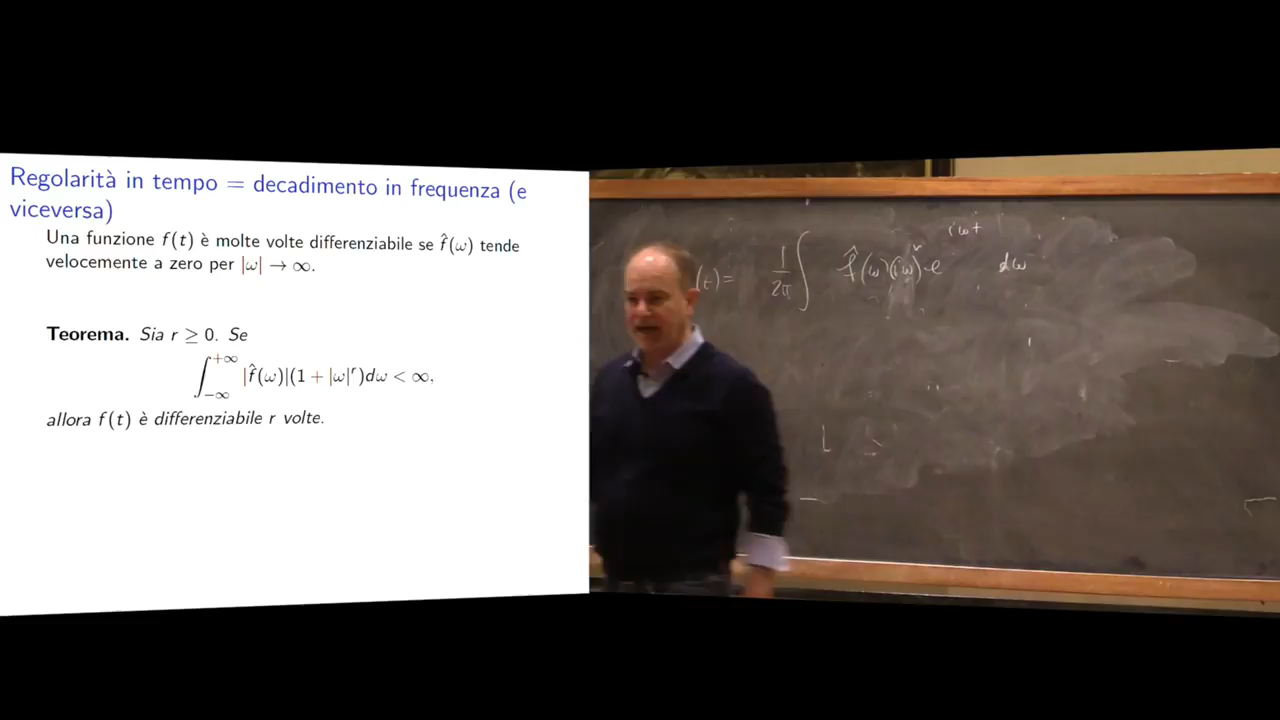 Regolarità in tempo = decadimento in frequenza (e
viceversa)
Una funzione f(t) è molte volte differenziabile se f̂(ω) tende
velocemente a zero per |ω| → ∞.
Teorema. Sia r ≥ 0. Se
∫_{-∞}^{+∞} |f̂(ω)|(1 + |ω|^r)dω < ∞,
allora f(t) è differenziabile r volte.
(t) = 1/2π ∫ f̂(ω)(iω)^r · e^{iωt} dω